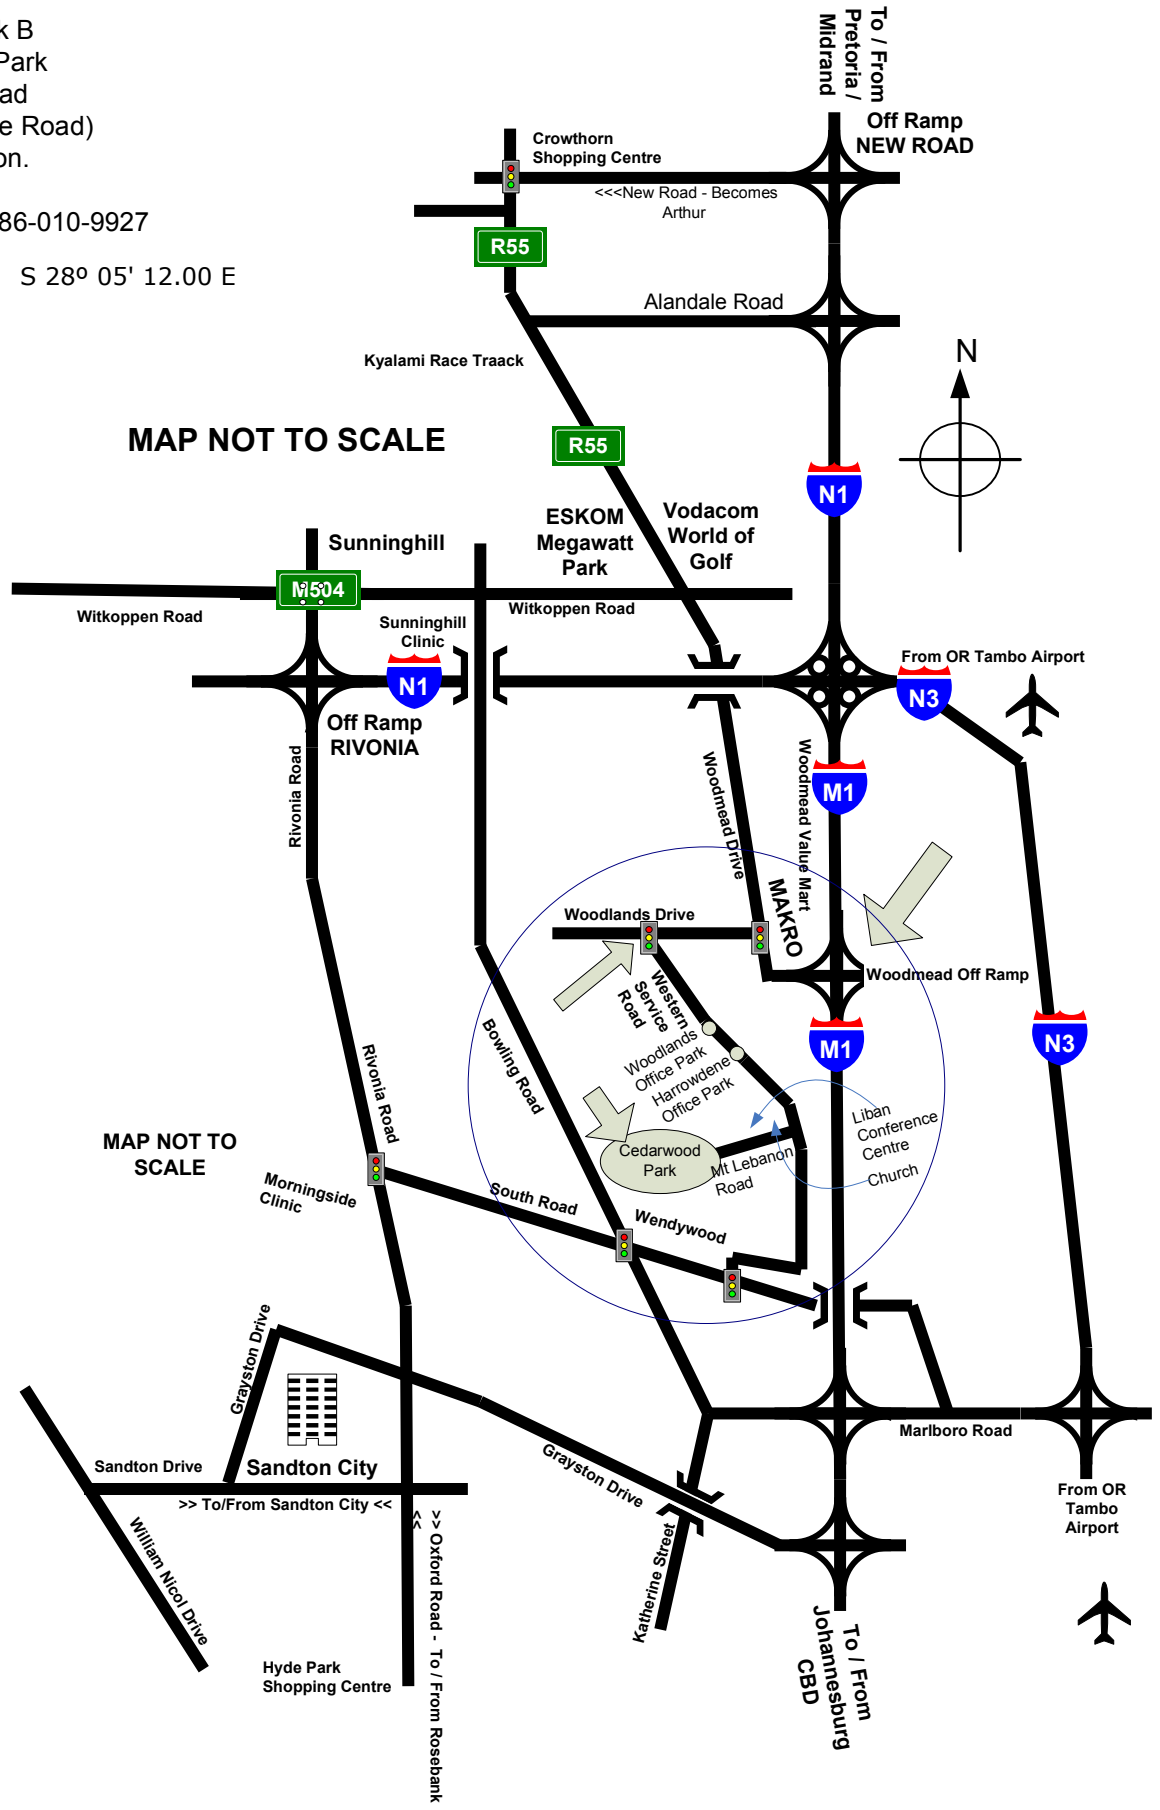 k B
Park
ad
e Road)
on.
86-010-9927
S 28º 05' 12.00 E
To / From
Pretoria /
Midrand
Off Ramp
NEW ROAD
Crowthorn
Shopping Centre
<<<New Road - Becomes
Arthur
R55
Alandale Road
Kyalami Race Traack
N
MAP NOT TO SCALE
R55
N1
ESKOM
Megawatt
Park
Vodacom
World of
Golf
Sunninghill
M504
Witkoppen Road
Witkoppen Road
Sunninghill
Clinic
N1
From OR Tambo Airport
N3
Off Ramp
RIVONIA
Rivonia Road
Woodmead Drive
Woodmead Value Mart
M1
MAKRO
Woodlands Drive
Woodmead Off Ramp
Western
Service
Road
Woodlands
Office Park
Harrowdene
Office Park
M1
N3
Bowling Road
Rivonia Road
Liban
Conference
Centre
Church
MAP NOT TO
SCALE
Cedarwood
Park
Mt Lebanon
Road
Morningside
Clinic
South Road
Wendywood
Grayston Drive
Marlboro Road
Sandton Drive
Sandton City
>> To/From Sandton City <<
Grayston Drive
From OR
Tambo
Airport
William Nicol Drive
>> Oxford Road - To / From Rosebank
<<
Katherine Street
Hyde Park
Shopping Centre
To / From
Johannesburg
CBD